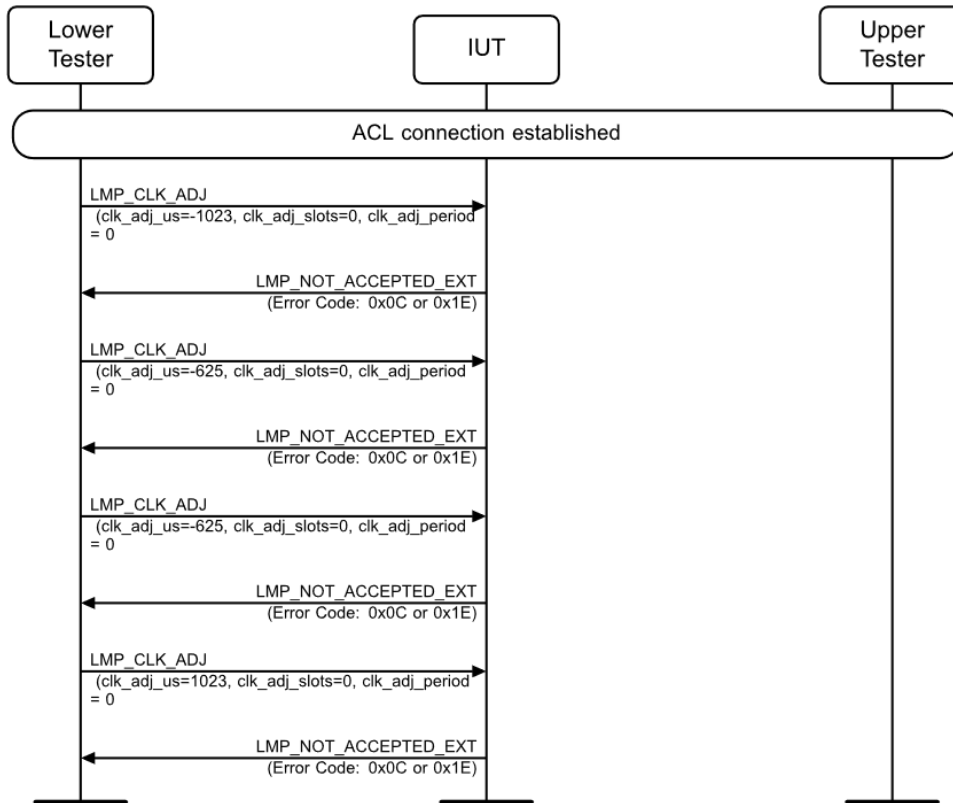 Lower
Tester
IUT
Upper
Tester
ACL connection established
LMP_CLK_ADJ
(clk_adj_us=-1023, clk_adj_slots=0, clk_adj_period
= 0
LMP_NOT_ACCEPTED_EXT
(Error Code: 0x0C or 0x1E)
LMP_CLK_ADJ
(clk_adj_us=-625, clk_adj_slots=0, clk_adj_period
= 0
LMP_NOT_ACCEPTED_EXT
(Error Code: 0x0C or 0x1E)
LMP_CLK_ADJ
(clk_adj_us=-625, clk_adj_slots=0, clk_adj_period
= 0
LMP_NOT_ACCEPTED_EXT
(Error Code: 0x0C or 0x1E)
LMP_CLK_ADJ
(clk_adj_us=1023, clk_adj_slots=0, clk_adj_period
= 0
LMP_NOT_ACCEPTED_EXT
(Error Code: 0x0C or 0x1E)